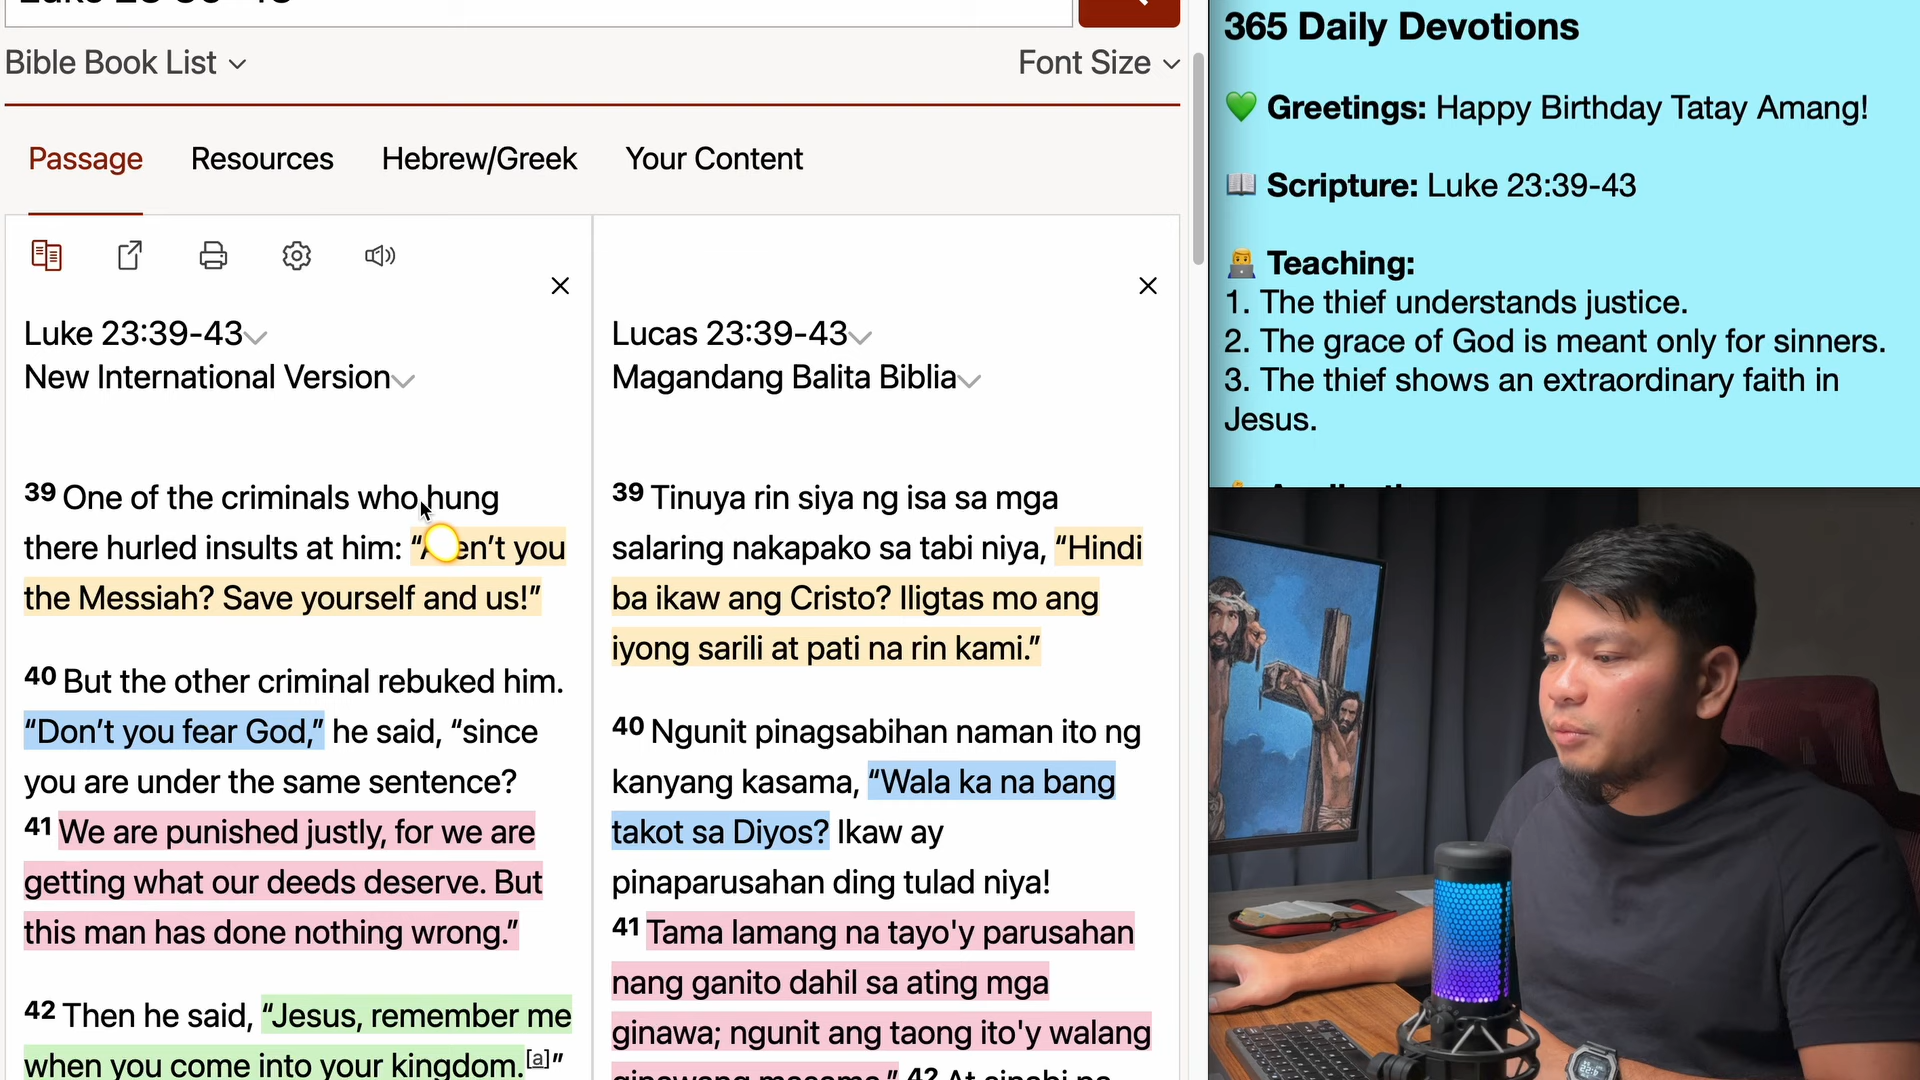 Bible Book List
Font Size
Passage
Resources
Hebrew/Greek
Your Content
Luke 23:39-43
New International Version
39 One of the criminals who hung
there hurled insults at him: “Aren’t you
the Messiah? Save yourself and us!”
40 But the other criminal rebuked him.
“Don’t you fear God,” he said, “since
you are under the same sentence?
41 We are punished justly, for we are
getting what our deeds deserve. But
this man has done nothing wrong.”
42 Then he said, “Jesus, remember me
when you come into your kingdom.[a]”
Lucas 23:39-43
Magandang Balita Biblia
39 Tinuya rin siya ng isa sa mga
salaring nakapako sa tabi niya, “Hindi
ba ikaw ang Cristo? Iligtas mo ang
iyong sarili at pati na rin kami.”
40 Ngunit pinagsabihan naman ito ng
kanyang kasama, “Wala ka na bang
takot sa Diyos? Ikaw ay
pinaparusahan ding tulad niya!
41 Tama lamang na tayo'y parusahan
nang ganito dahil sa ating mga
ginawa; ngunit ang taong ito'y walang
ginawang masama.” 42 At
365 Daily Devotions
💚 Greetings: Happy Birthday Tatay Amang!
📖 Scripture: Luke 23:39-43
👨‍💻 Teaching:
1. The thief understands justice.
2. The grace of God is meant only for sinners.
3. The thief shows an extraordinary faith in
Jesus.